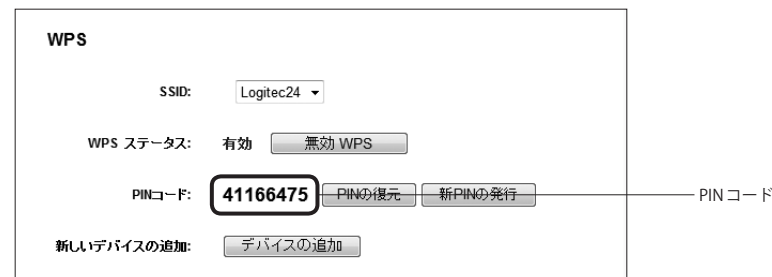 WPS
SSID: Logitec24
WPS ステータス: 有効 無効 WPS
PINコード: 41166475 PINの復元 新PINの発行 PINコード
新しいデバイスの追加: デバイスの追加